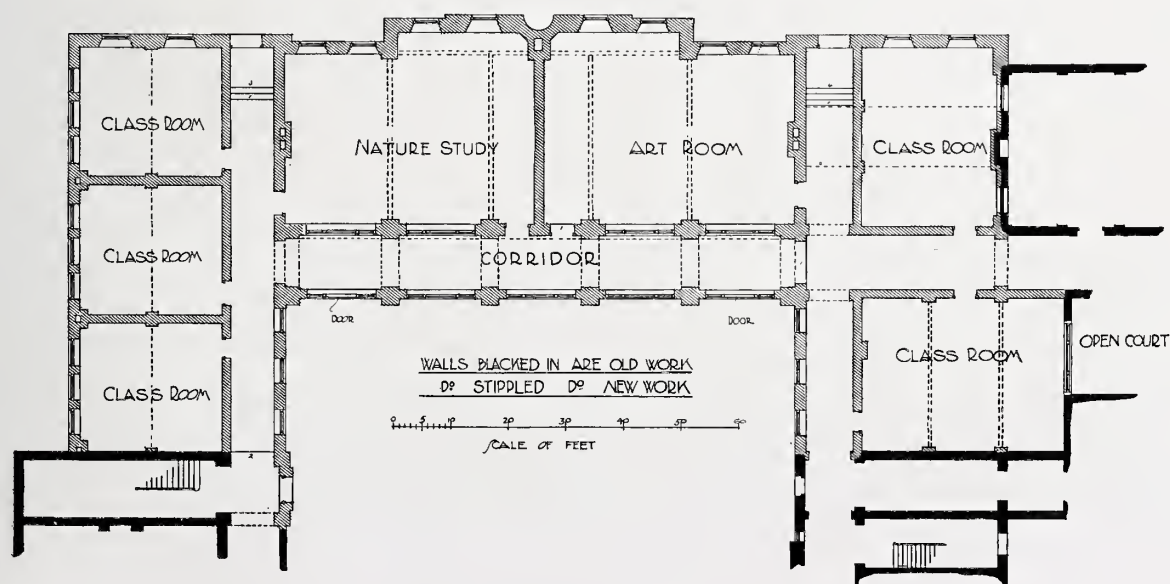 CLASS ROOM
NATURE STUDY
ART ROOM
CLASS ROOM
CLASS ROOM
CORRIDOR
DOOR
DOOR
OPEN COURT
CLASS ROOM
CLASS ROOM
WALLS BLACKED IN ARE OLD WORK
Dº STIPPLED Dº NEW WORK
0 5 10 20 30 40 50 60
SCALE OF FEET